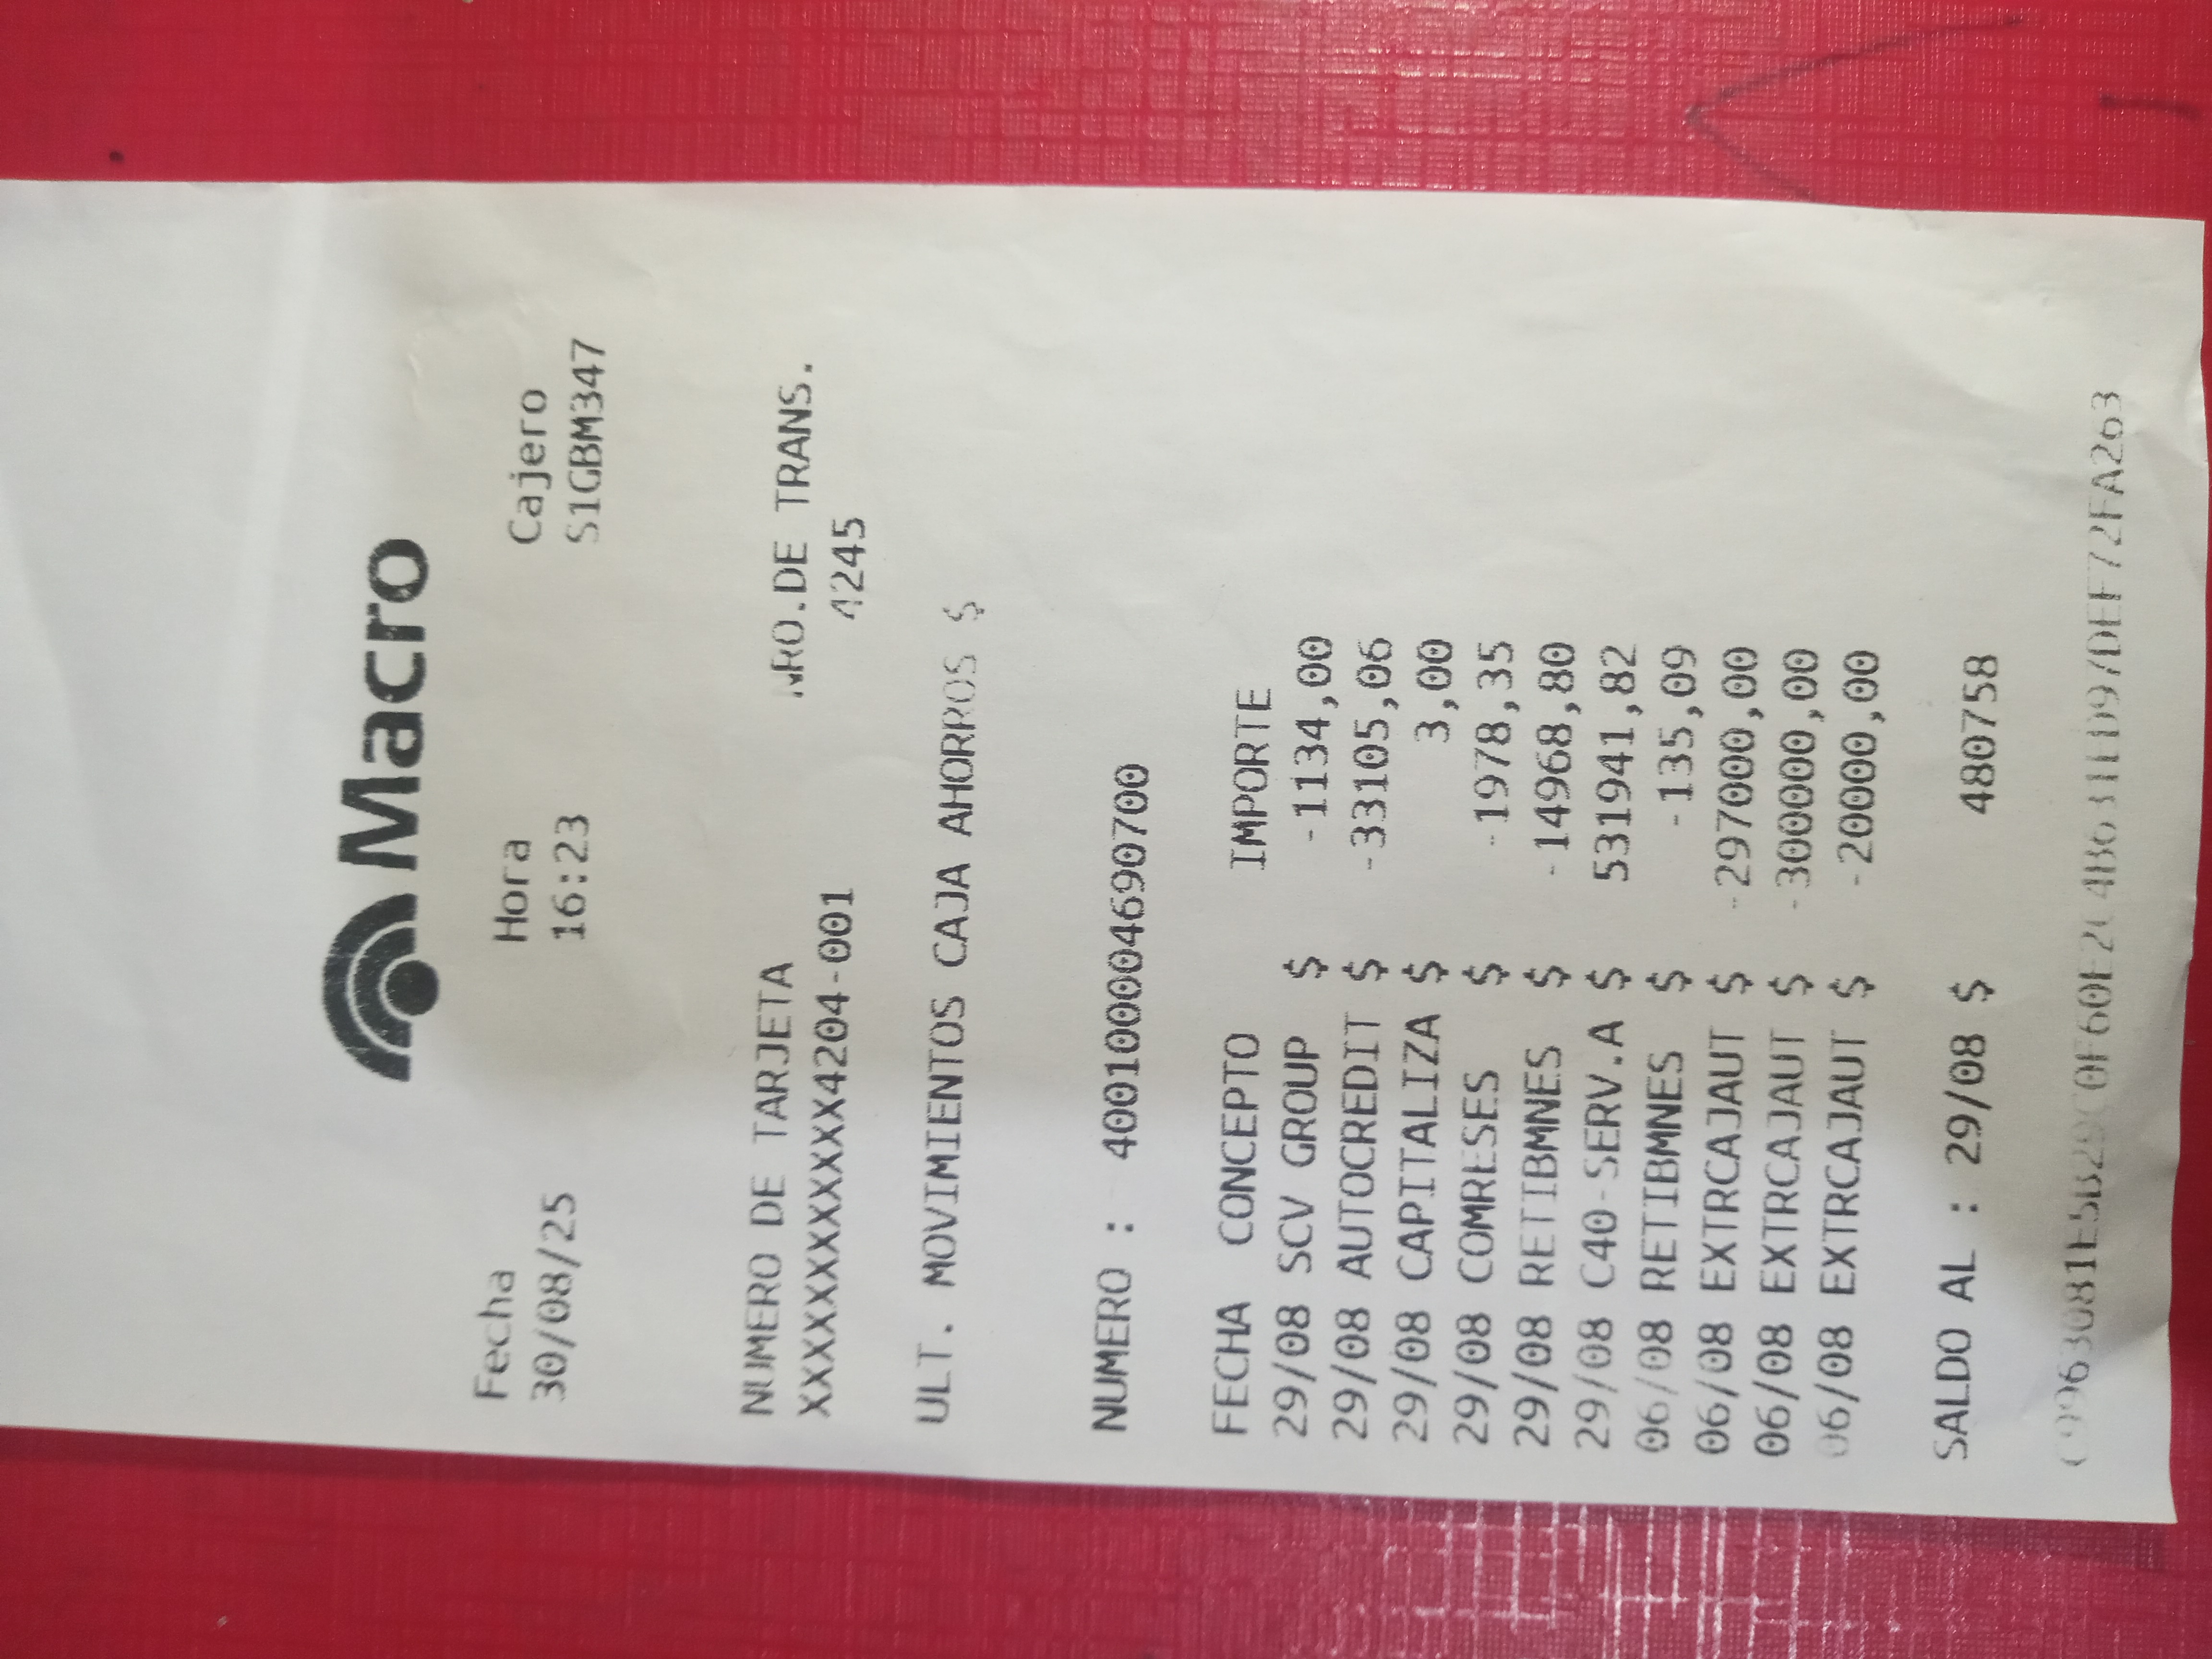 Macro
Fecha Hora Cajero
30/08/25 16:23 S1GBM347
NUMERO DE TARJETA NRO.DE TRANS.
XXXXXXXXXXXXXXX4204-001 4245
ULT. MOVIMIENTOS CAJA AHORROS $
NUMERO : 400100004690700
FECHA CONCEPTO IMPORTE
29/08 SCV GROUP $ -1134,00
29/08 AUTOCREDIT $ -33105,06
29/08 CAPITALIZA $ 3,00
29/08 COMRESES $ -1978,35
29/08 RETIBMNES $ -14968,80
29/08 C40-SERV.A $ 531941,82
06/08 RETIBMNES $ -135,09
06/08 EXTRCAJAUT $ -297000,00
06/08 EXTRCAJAUT $ -300000,00
06/08 EXTRCAJAUT $ -20000,00
SALDO AL : 29/08 $ 480758